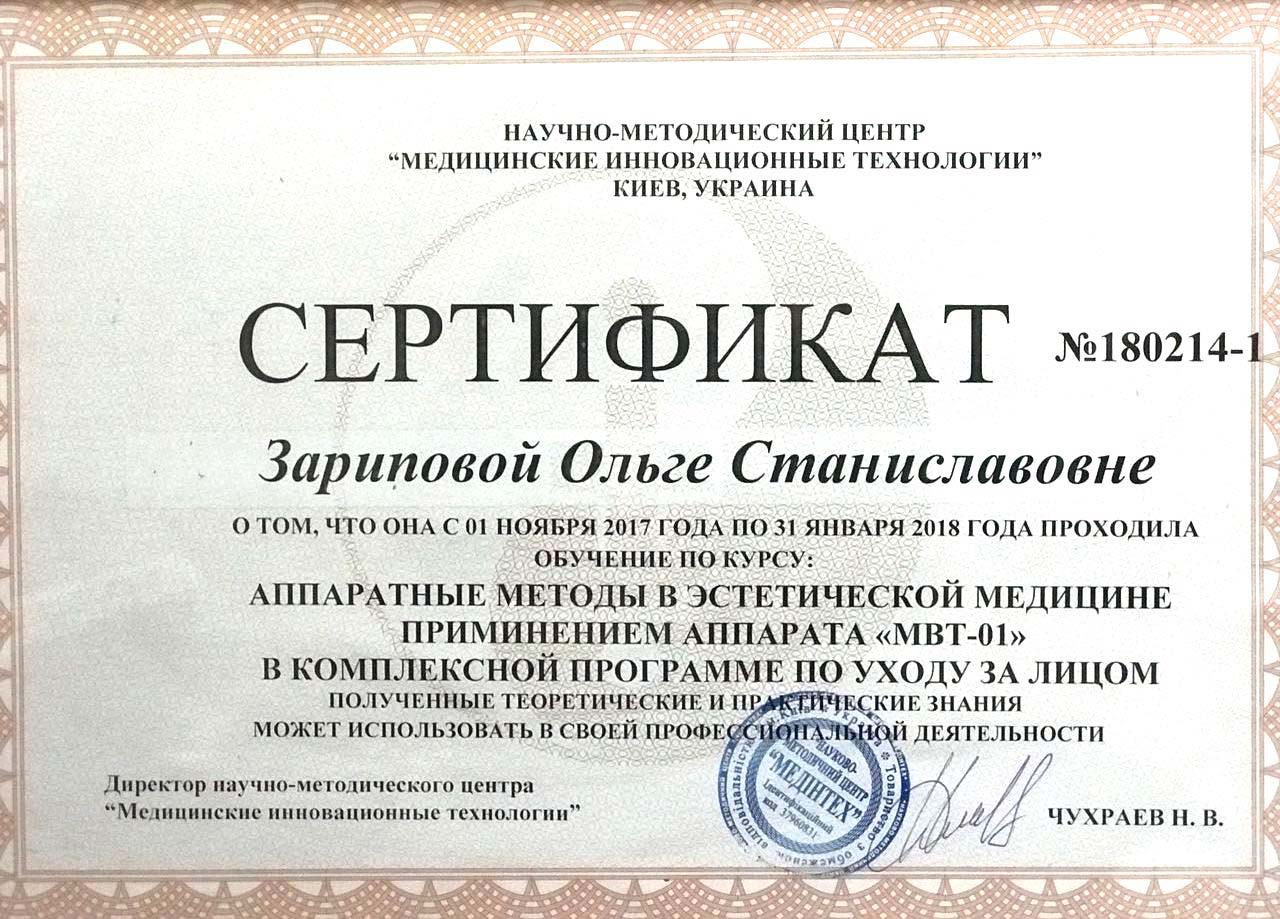 НАУЧНО-МЕТОДИЧЕСКИЙ ЦЕНТР
“МЕДИЦИНСКИЕ ИННОВАЦИОННЫЕ ТЕХНОЛОГИИ”
КИЕВ, УКРАИНА
СЕРТИФИКАТ №180214-1
Зариповой Ольге Станиславовне
О ТОМ, ЧТО ОНА С 01 НОЯБРЯ 2017 ГОДА ПО 31 ЯНВАРЯ 2018 ГОДА ПРОХОДИЛА
ОБУЧЕНИЕ ПО КУРСУ:
АППАРАТНЫЕ МЕТОДЫ В ЭСТЕТИЧЕСКОЙ МЕДИЦИНЕ
ПРИМИНЕНИЕМ АППАРАТА «МВТ-01»
В КОМПЛЕКСНОЙ ПРОГРАММЕ ПО УХОДУ ЗА ЛИЦОМ
ПОЛУЧЕННЫЕ ТЕОРЕТИЧЕСКИЕ И ПРАКТИЧЕСКИЕ ЗНАНИЯ
МОЖЕТ ИСПОЛЬЗОВАТЬ В СВОЕЙ ПРОФЕССИОНАЛЬНОЙ ДЕЯТЕЛЬНОСТИ
Директор научно-методического центра
“Медицинские инновационные технологии”
ЧУХРАЕВ Н. В.
НАУКОВО-
МЕТОДИЧНИЙ ЦЕНТР
“МЕДІНТЕХ”
Ідентифікаційний
код 37960831
Товариство з обмеженою відповідальністю